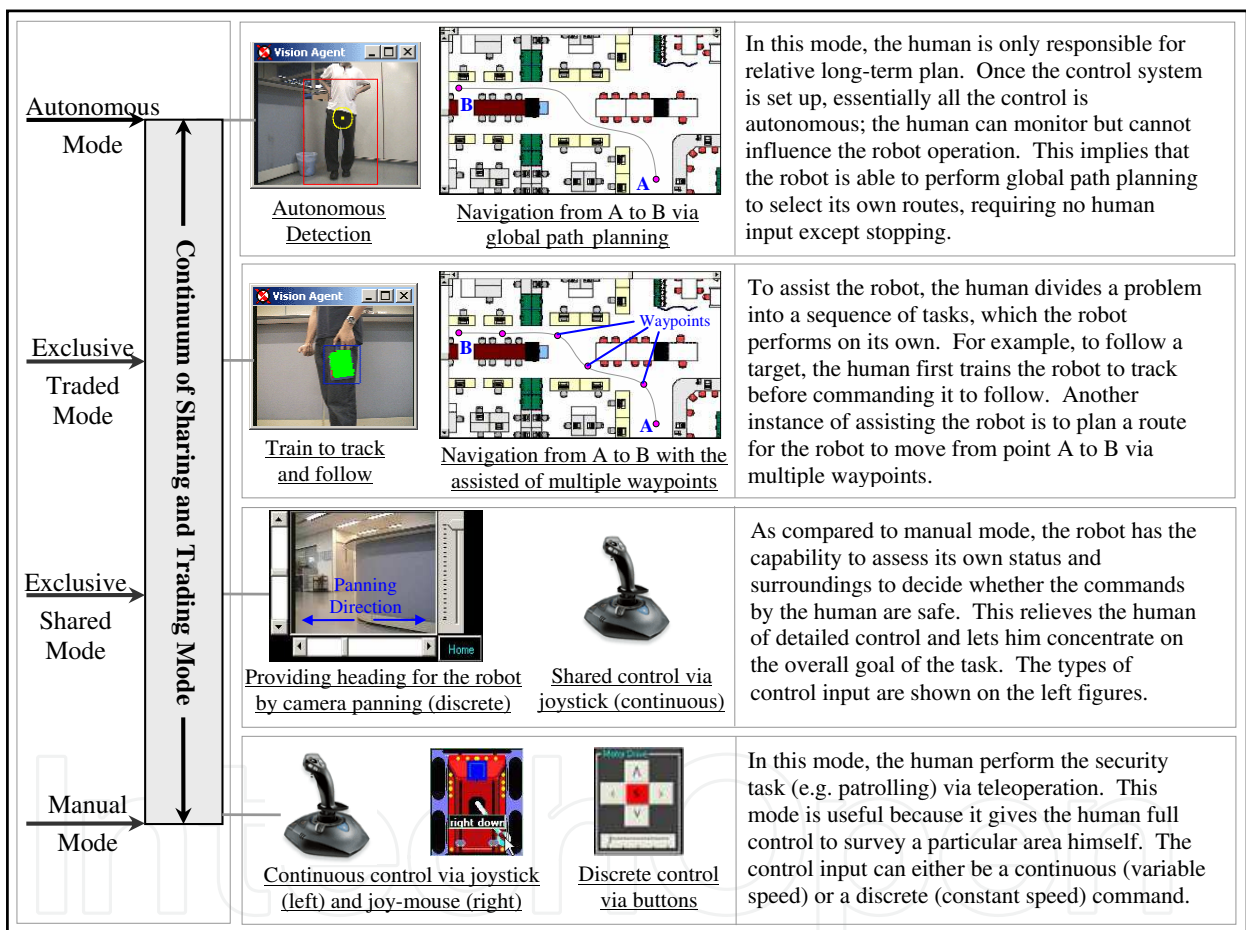 Autonomous
Mode
Exclusive
Traded
Mode
Exclusive
Shared
Mode
Manual
Mode
Continuum of Sharing and Trading Mode
Vision Agent
Autonomous
Detection
B
A
Navigation from A to B via
global path planning
In this mode, the human is only responsible for
relative long-term plan. Once the control system
is set up, essentially all the control is
autonomous; the human can monitor but cannot
influence the robot operation. This implies that
the robot is able to perform global path planning
to select its own routes, requiring no human
input except stopping.
Vision Agent
Train to track
and follow
Waypoints
B
A
Navigation from A to B with the
assisted of multiple waypoints
To assist the robot, the human divides a problem
into a sequence of tasks, which the robot
performs on its own. For example, to follow a
target, the human first trains the robot to track
before commanding it to follow. Another
instance of assisting the robot is to plan a route
for the robot to move from point A to B via
multiple waypoints.
Panning
Direction
Home
Providing heading for the robot
by camera panning (discrete)
Shared control via
joystick (continuous)
As compared to manual mode, the robot has the
capability to assess its own status and
surroundings to decide whether the commands
by the human are safe. This relieves the human
of detailed control and lets him concentrate on
the overall goal of the task. The types of
control input are shown on the left figures.
right down
Continuous control via joystick
(left) and joy-mouse (right)
Motor Drive
S
Discrete control
via buttons
In this mode, the human perform the security
task (e.g. patrolling) via teleoperation. This
mode is useful because it gives the human full
control to survey a particular area himself. The
control input can either be a continuous (variable
speed) or a discrete (constant speed) command.
IntechOpen